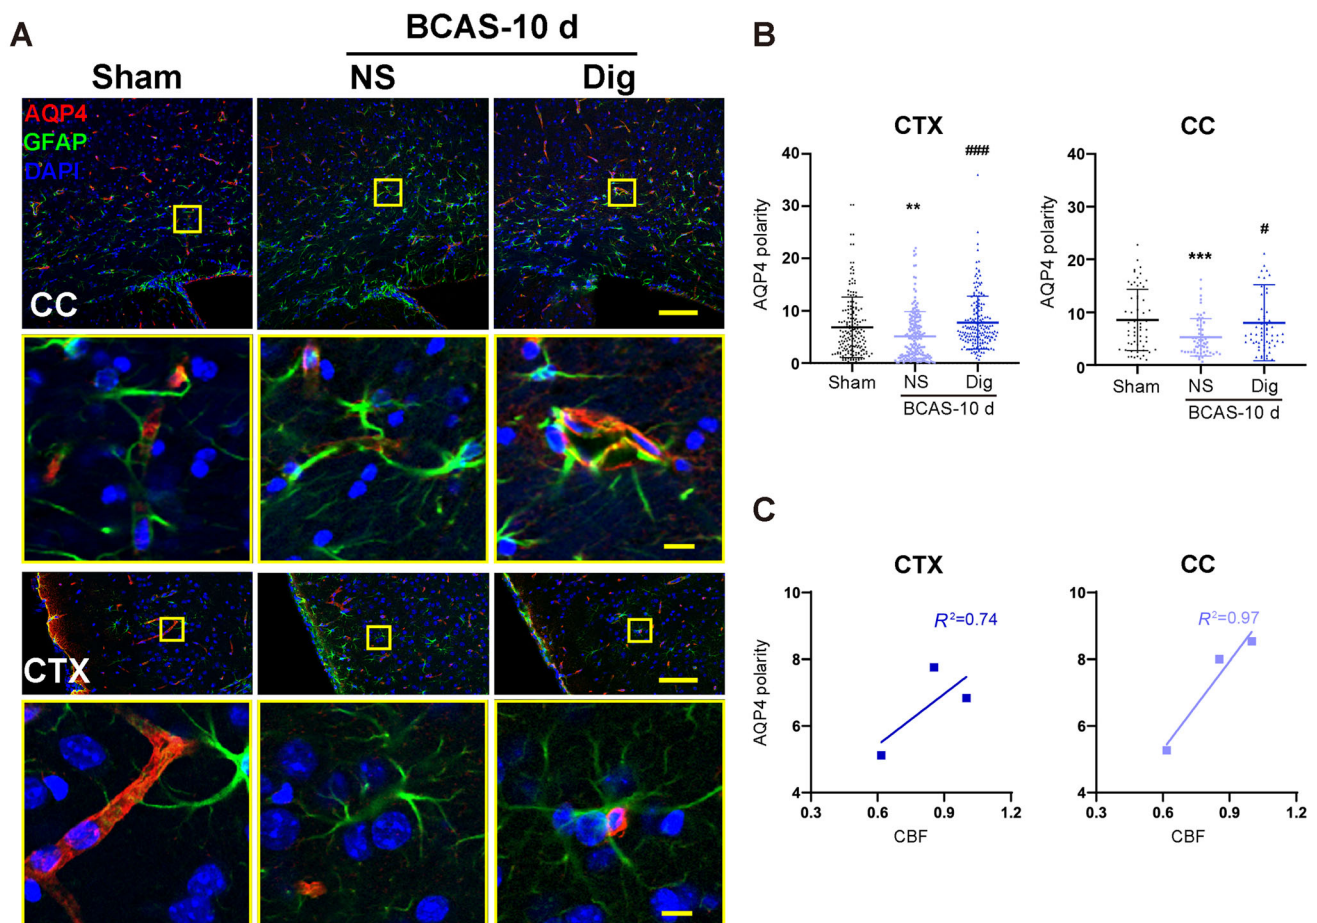 A
BCAS-10 d
Sham NS Dig
AQP4
GFAP
DAPI
CC
CTX
B
CTX
AQP4 polarity
40
30
20
10
0
**
###
Sham NS Dig
BCAS-10 d
CC
AQP4 polarity
40
30
20
10
0
***
#
Sham NS Dig
BCAS-10 d
C
CTX
AQP4 polarity
10
8
6
4
R²=0.74
0.3 0.6 0.9 1.2
CBF
CC
AQP4 polarity
10
8
6
4
R²=0.97
0.3 0.6 0.9 1.2
CBF